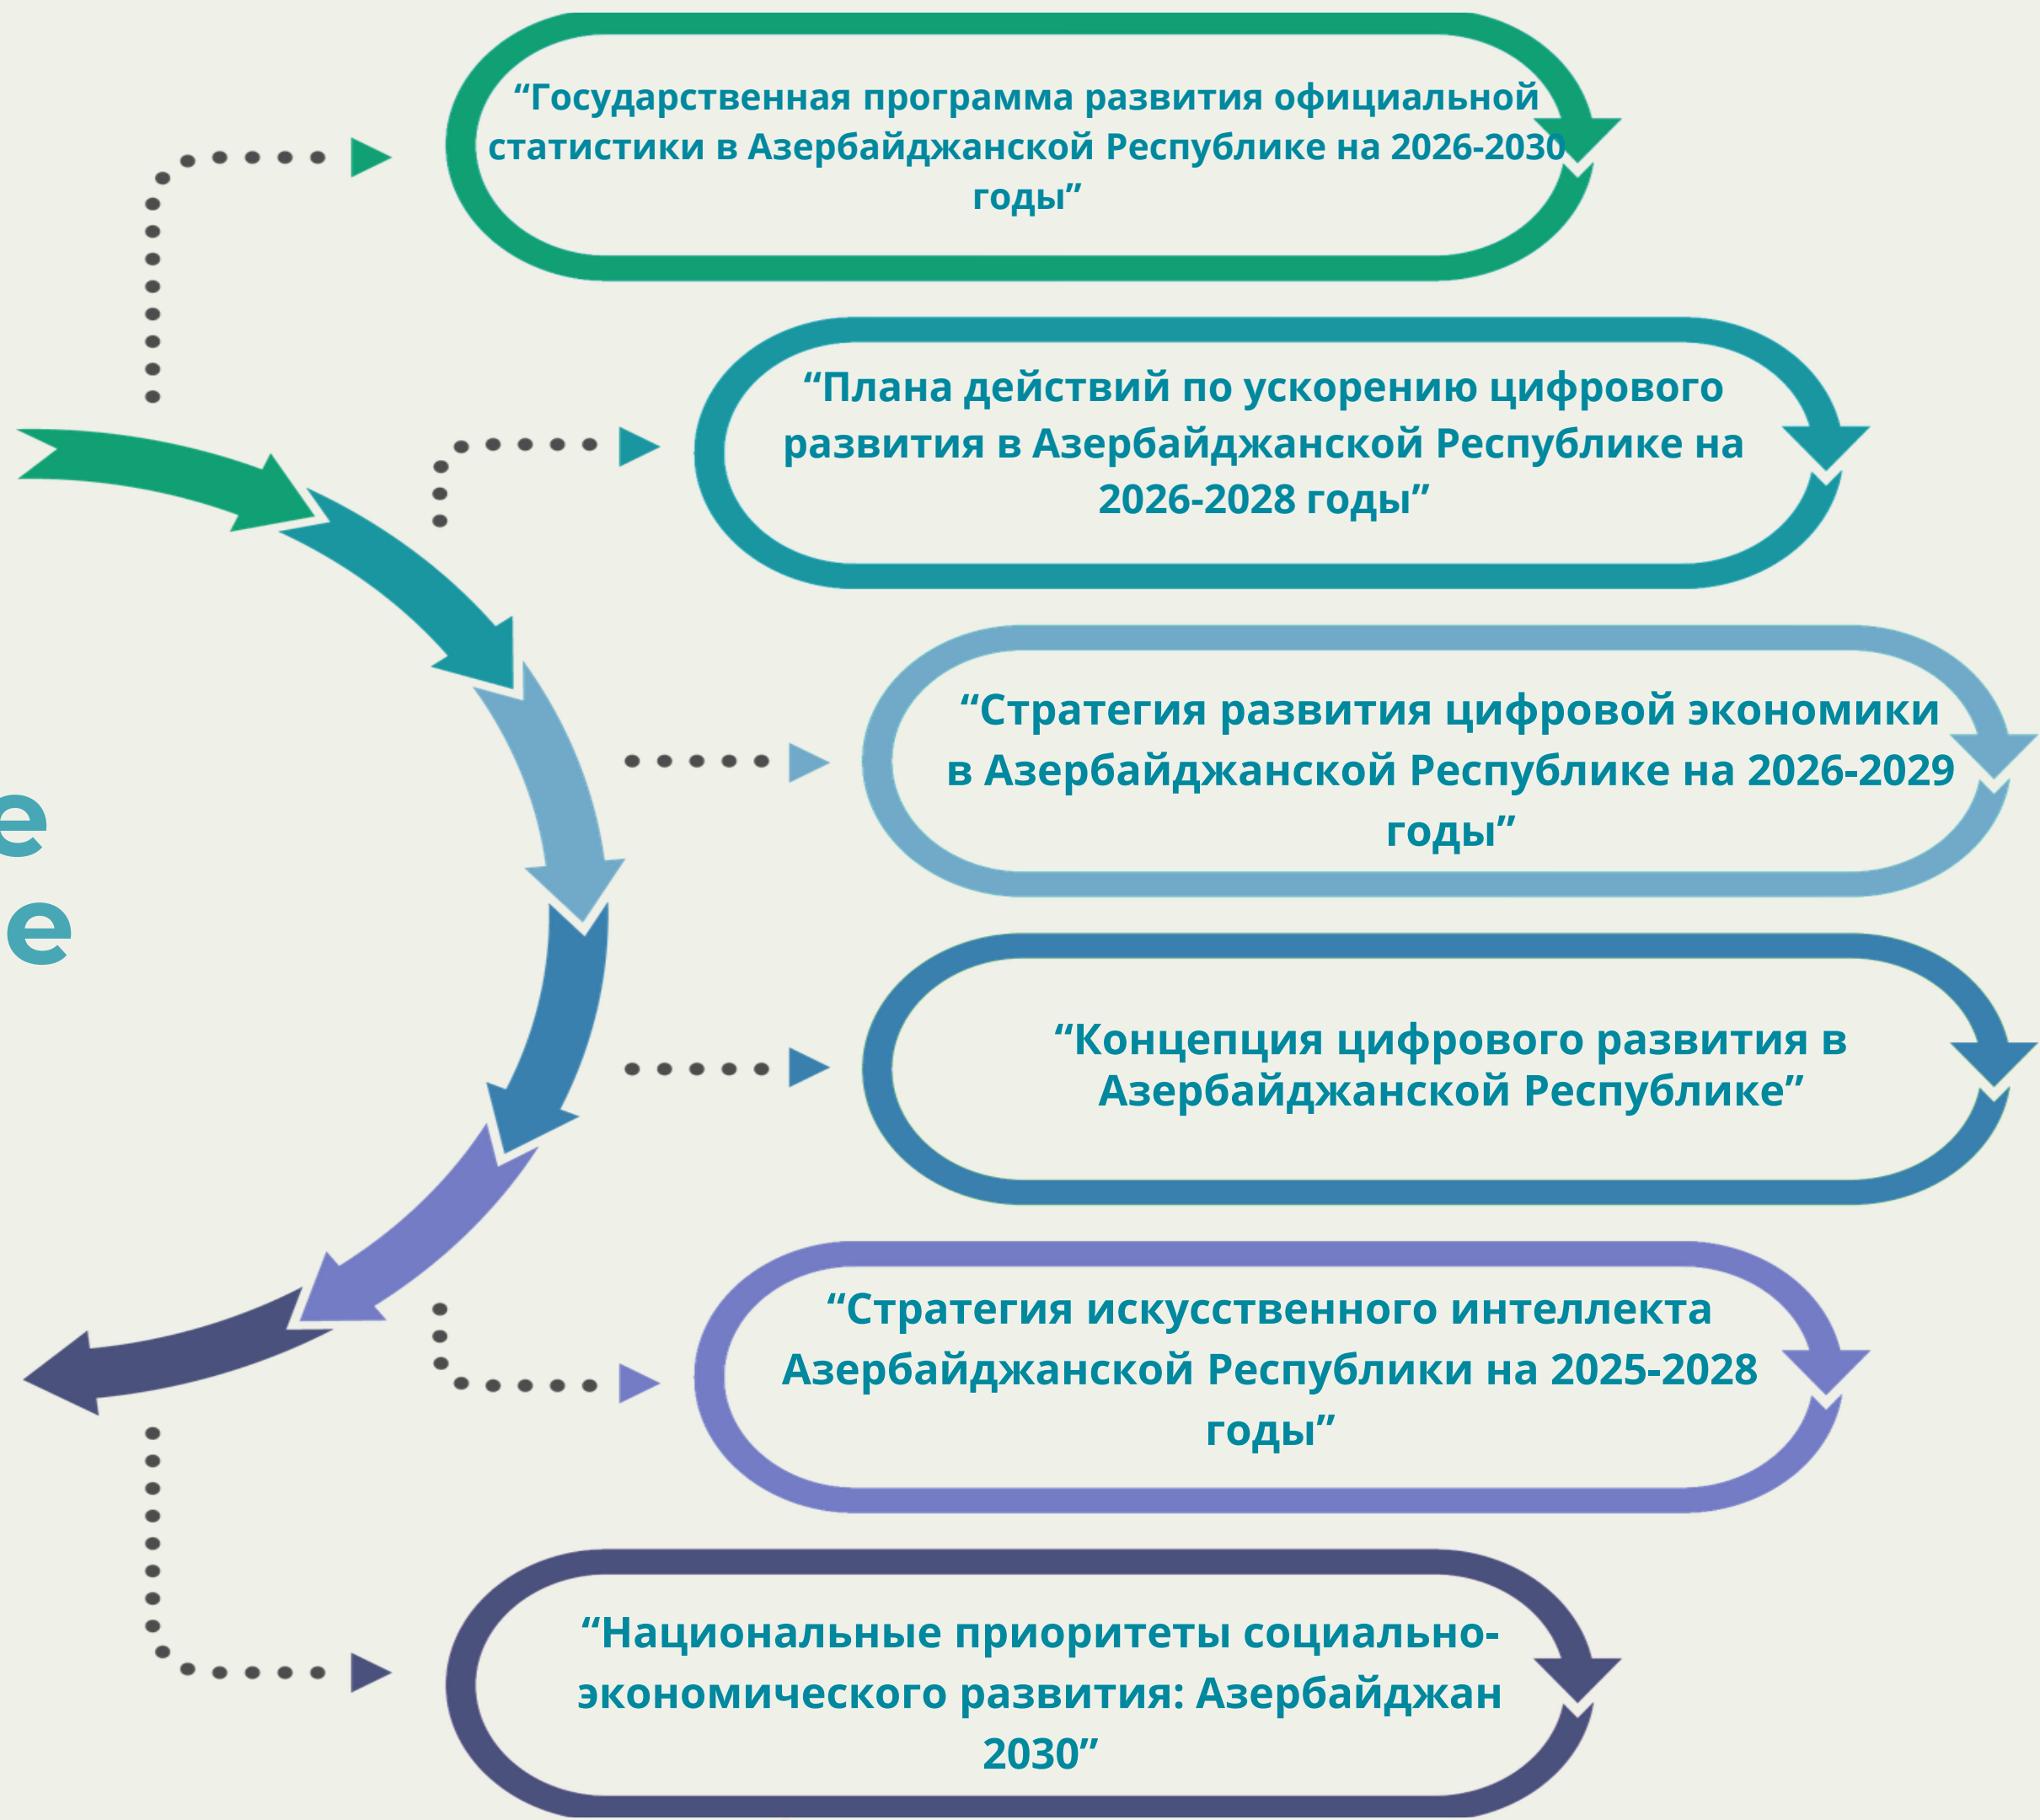 “Государственная программа развития официальной
статистики в Азербайджанской Республике на 2026-2030
годы”
“Плана действий по ускорению цифрового
развития в Азербайджанской Республике на
2026-2028 годы”
“Стратегия развития цифровой экономики
в Азербайджанской Республике на 2026-2029
годы”
е
е
“Концепция цифрового развития в
Азербайджанской Республике”
“Стратегия искусственного интеллекта
Азербайджанской Республики на 2025-2028
годы”
“Национальные приоритеты социально-
экономического развития: Азербайджан
2030”